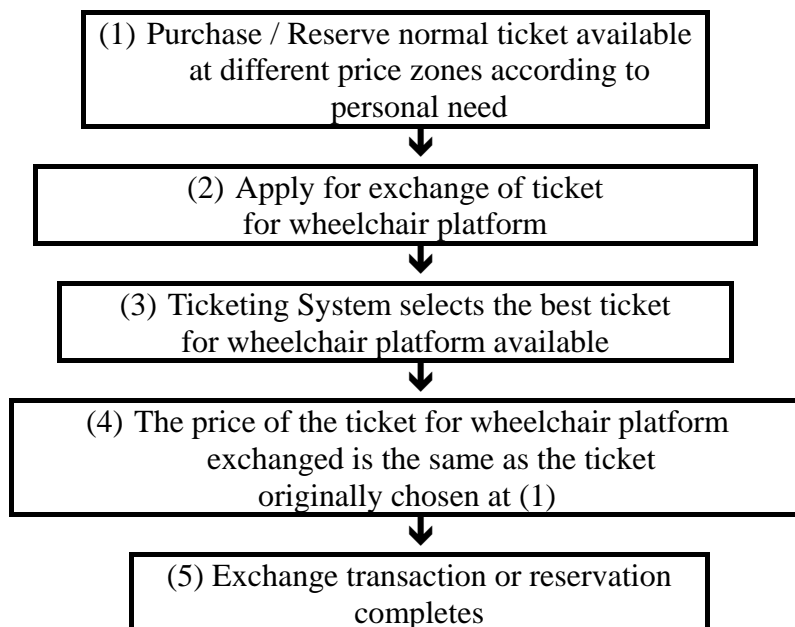 (1) Purchase / Reserve normal ticket available
at different price zones according to
personal need
(2) Apply for exchange of ticket
for wheelchair platform
(3) Ticketing System selects the best ticket
for wheelchair platform available
(4) The price of the ticket for wheelchair platform
exchanged is the same as the ticket
originally chosen at (1)
(5) Exchange transaction or reservation
completes